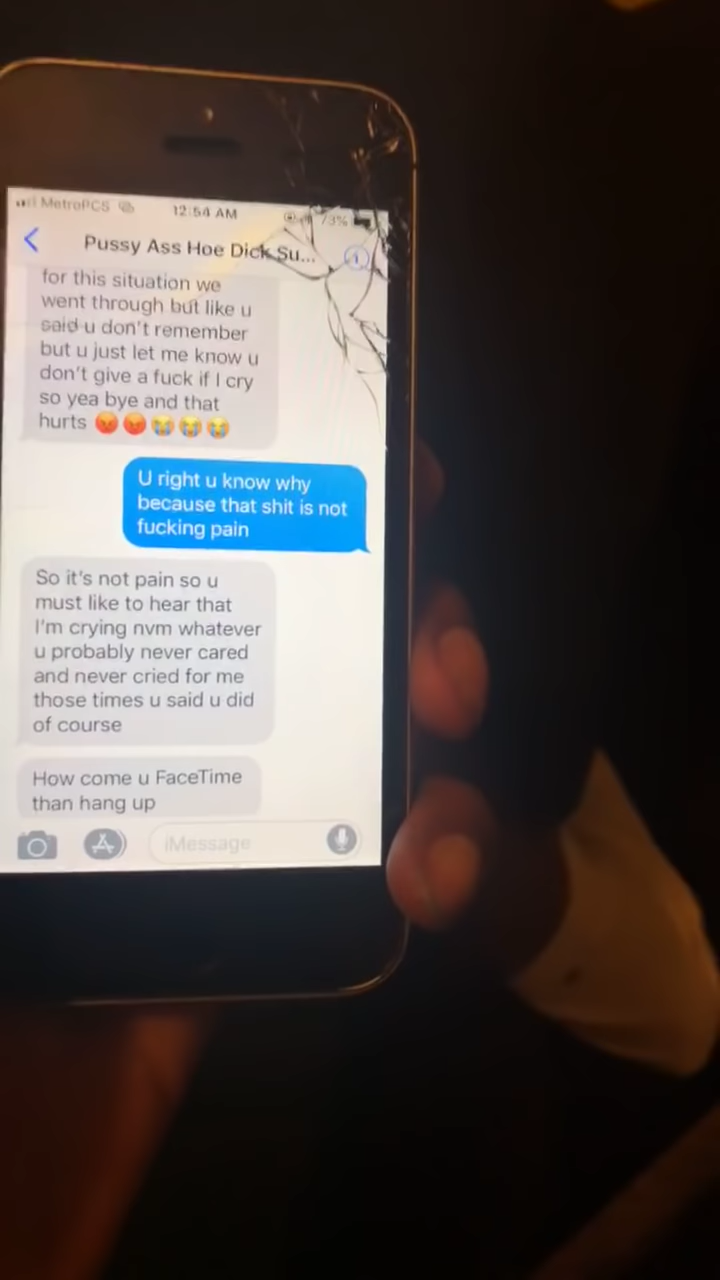 MetroPCS 12:54 AM 73%
Pussy Ass Hoe Dick Su...
for this situation we
went through but like u
said u don't remember
but u just let me know u
don't give a fuck if I cry
so yea bye and that
hurts 😡😡😭😭😭
U right u know why
because that shit is not
fucking pain
So it's not pain so u
must like to hear that
I'm crying nvm whatever
u probably never cared
and never cried for me
those times u said u did
of course
How come u FaceTime
than hang up
iMessage